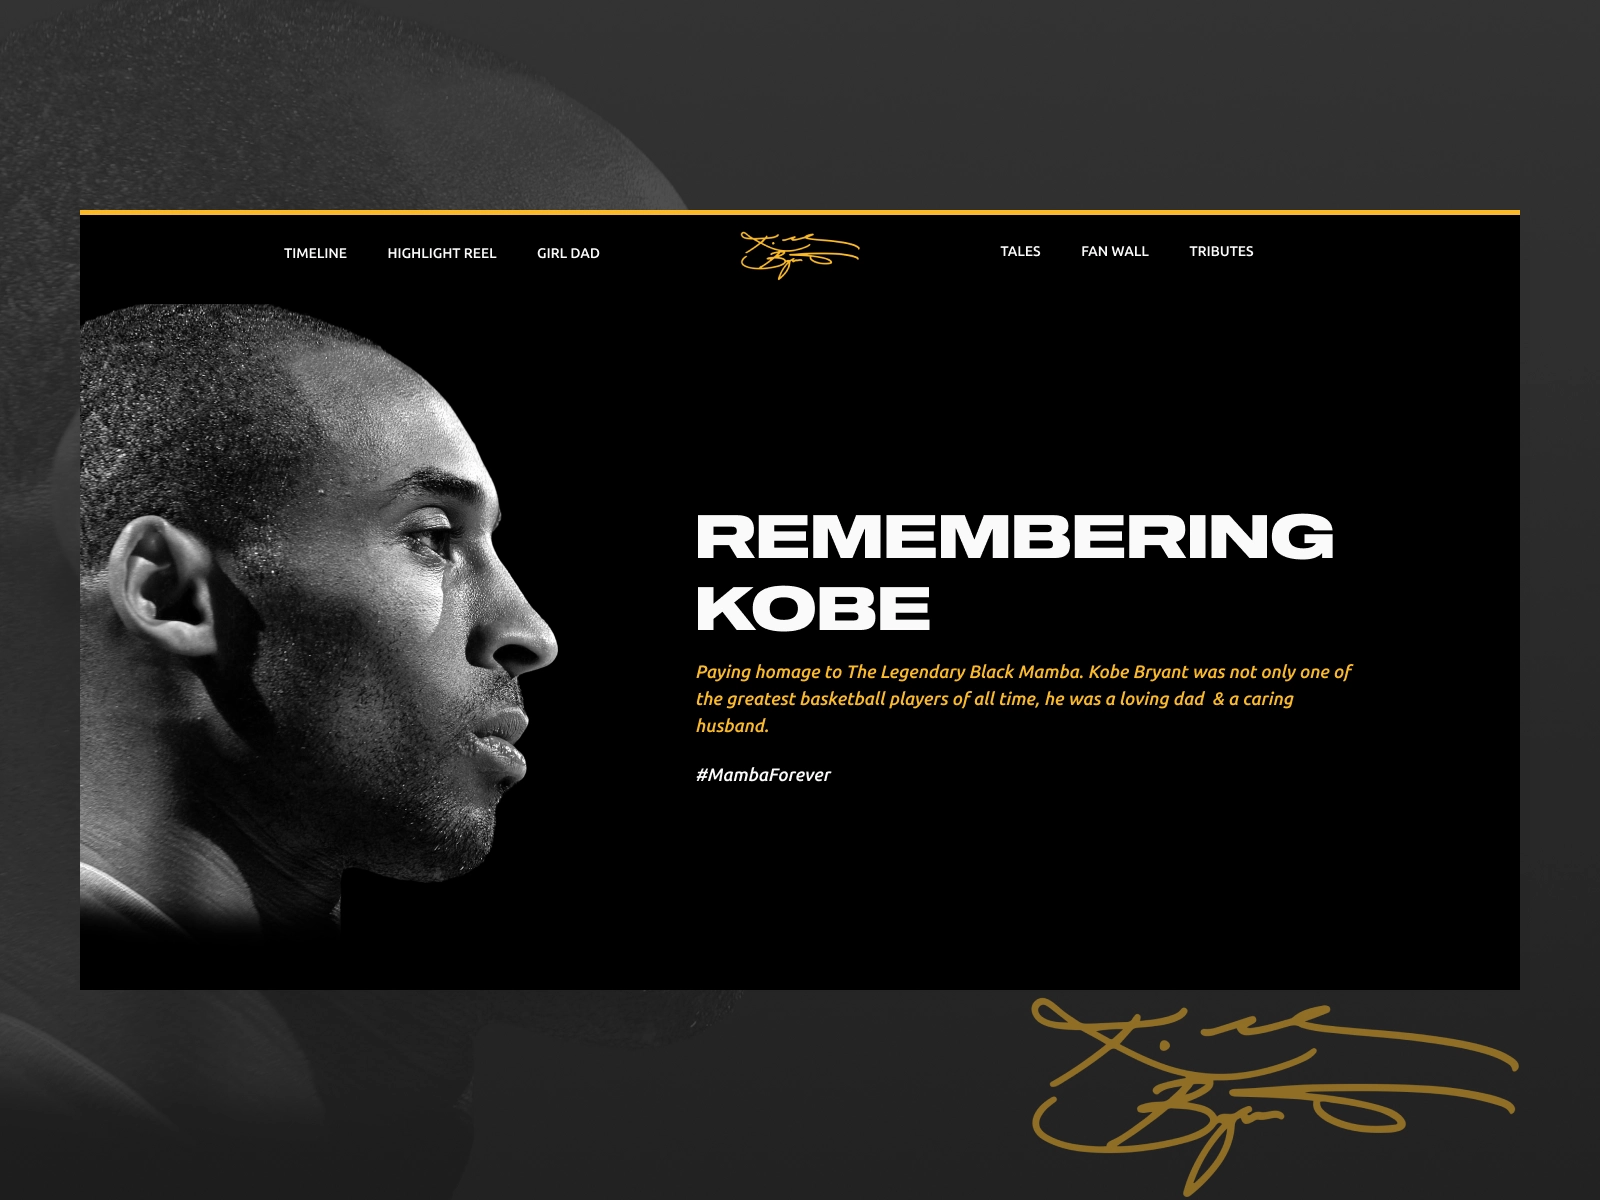 TIMELINE HIGHLIGHT REEL GIRL DAD TALES FAN WALL TRIBUTES
REMEMBERING
KOBE
Paying homage to The Legendary Black Mamba. Kobe Bryant was not only one of
the greatest basketball players of all time, he was a loving dad & a caring
husband.
#MambaForever